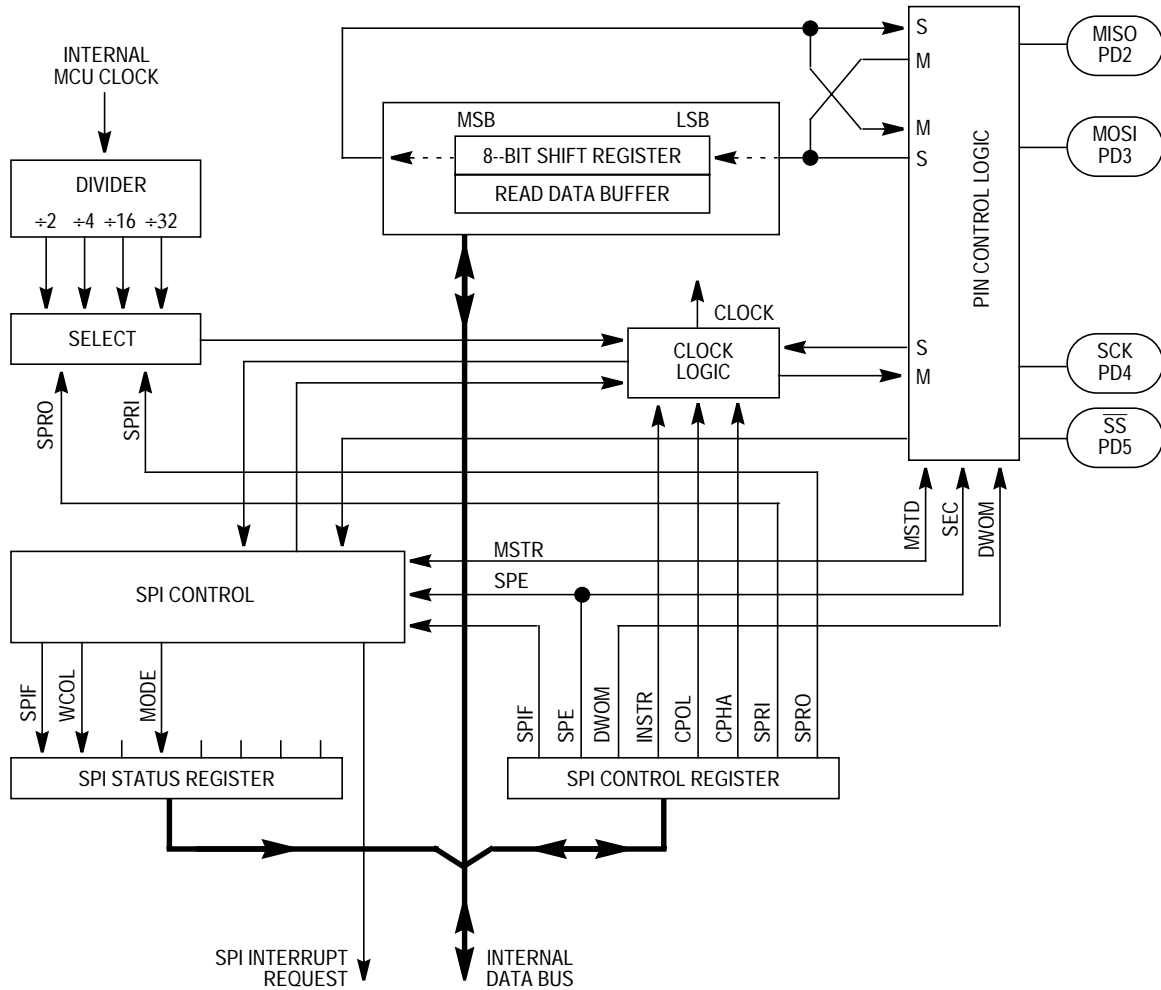 INTERNAL
MCU CLOCK
DIVIDER
÷2 ÷4 ÷16 ÷32
SELECT
SPRO
SPRI
MSB LSB
8--BIT SHIFT REGISTER
READ DATA BUFFER
CLOCK
CLOCK
LOGIC
S
M
M
S
S
M
PIN CONTROL LOGIC
MISO
PD2
MOSI
PD3
SCK
PD4
SS
PD5
MSTD
SEC
DWOM
MSTR
SPE
SPI CONTROL
SPIF
WCOL
MODE
SPI STATUS REGISTER
SPIF
SPE
DWOM
INSTR
CPOL
CPHA
SPRI
SPRO
SPI CONTROL REGISTER
SPI INTERRUPT
REQUEST
INTERNAL
DATA BUS